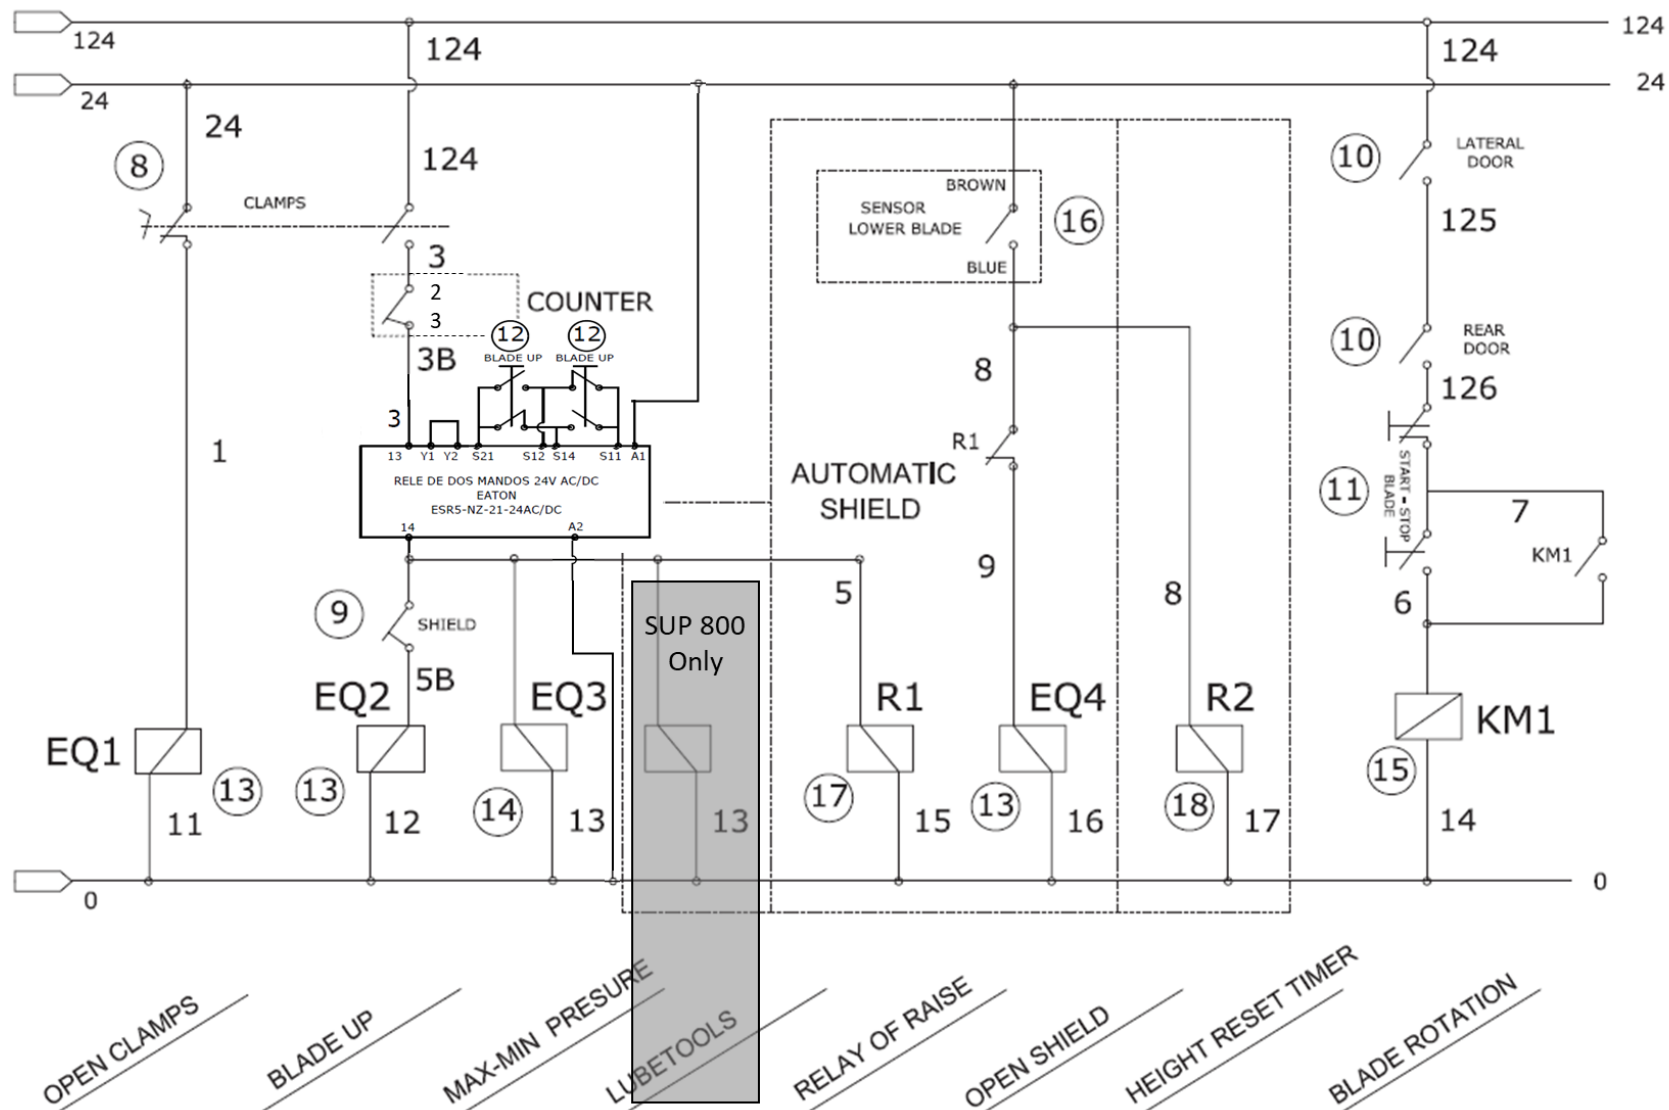 124
124
124
124
24
24
24
124
8
CLAMPS
3
2
3
COUNTER
12
12
BLADE UP
BLADE UP
3B
3
13 Y1 Y2 S21 S12 S14 S11 A1
RELE DE DOS MANDOS 24V AC/DC
EATON
ESR5-NZ-21-24AC/DC
14
A2
1
BROWN
SENSOR
LOWER BLADE
BLUE
16
8
R1
AUTOMATIC
SHIELD
9
8
10
LATERAL
DOOR
125
10
REAR
DOOR
126
11
START - STOP
BLADE
7
KM1
6
9
SHIELD
5B
5
SUP 800
Only
EQ1
EQ2
EQ3
R1
EQ4
R2
KM1
13
13
14
17
13
18
15
11
12
13
13
15
16
17
14
0
0
OPEN CLAMPS
BLADE UP
MAX-MIN PRESURE
LUBETOOLS
RELAY OF RAISE
OPEN SHIELD
HEIGHT RESET TIMER
BLADE ROTATION